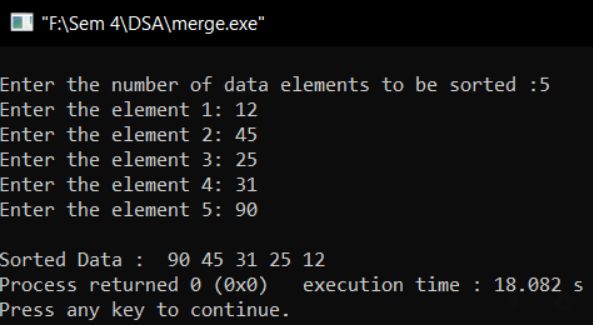 "F:\Sem 4\DSA\merge.exe"
Enter the number of data elements to be sorted :5
Enter the element 1: 12
Enter the element 2: 45
Enter the element 3: 25
Enter the element 4: 31
Enter the element 5: 90
Sorted Data :  90 45 31 25 12
Process returned 0 (0x0)   execution time : 18.082 s
Press any key to continue.